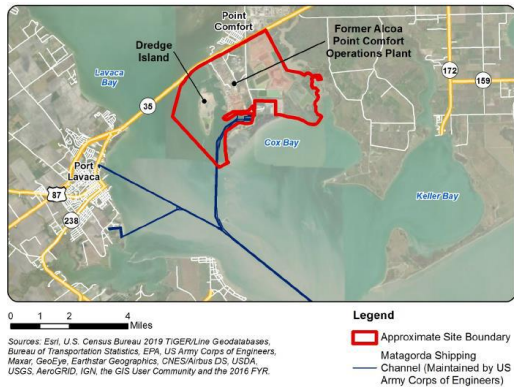 Point
Comfort
Former Alcoa
Point Comfort
Operations Plant
Dredge
Island
Lavaca
Bay
35
172
159
Cox Bay
Port
Lavaca
87
238
Keller Bay
0 1 2 4
Miles
Sources: Esri, U.S. Census Bureau 2019 TIGER/Line Geodatabases,
Bureau of Transportation Statistics, EPA, US Army Corps of Engineers,
Maxar, GeoEye, Earthstar Geographics, CNES/Airbus DS, USDA,
USGS, AeroGRID, IGN, the GIS User Community and the 2016 FYR.
Legend
Approximate Site Boundary
Matagorda Shipping
Channel (Maintained by US
Army Corps of Engineers)